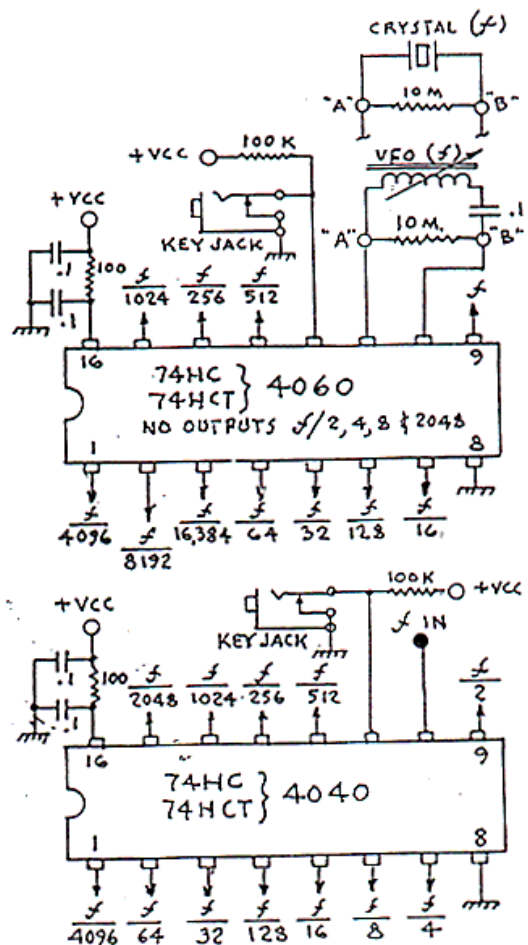 CRYSTAL (f)
10 M
"A" "B"
100 K
+VCC
VFO (f)
.1
KEY JACK
"A" 10 M. "B"
+VCC
.1
100
.1
f/1024 f/256 f/512 f
16 9
74HC
74HCT } 4060
NO OUTPUTS f/2, 4, 8 & 2048
1 8
f/4096 f/8192 f/16,384 f/64 f/32 f/128 f/16
100K
+VCC
f IN
KEY JACK
+VCC
.1
100
.1
f/2048 f/1024 f/256 f/512 f/2
16 9
74HC
74HCT } 4040
1 8
f/4096 f/64 f/32 f/128 f/16 f/8 f/4